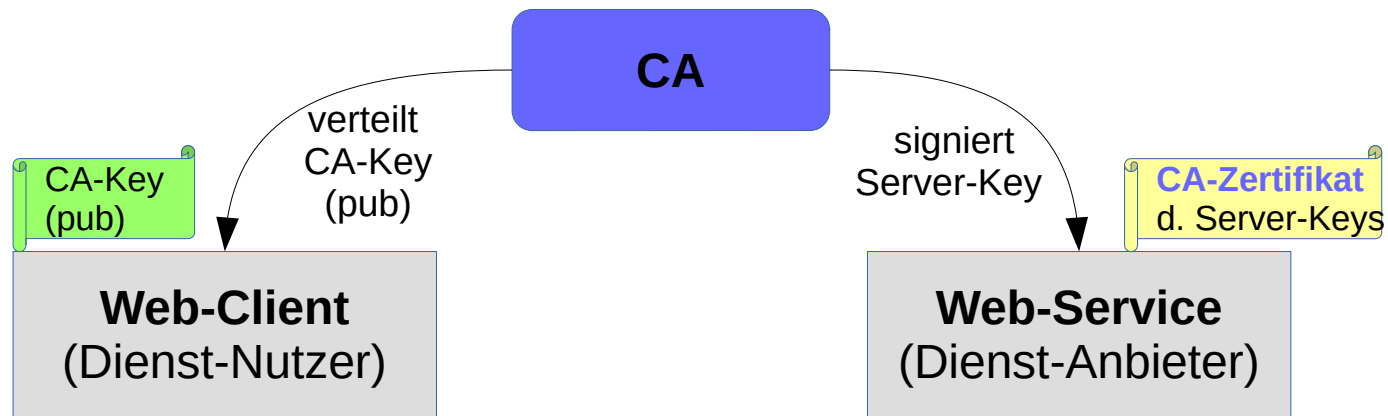 CA
verteilt
CA-Key
(pub)
signiert
Server-Key
CA-Key
(pub)
CA-Zertifikat
d. Server-Keys
Web-Client
(Dienst-Nutzer)
Web-Service
(Dienst-Anbieter)